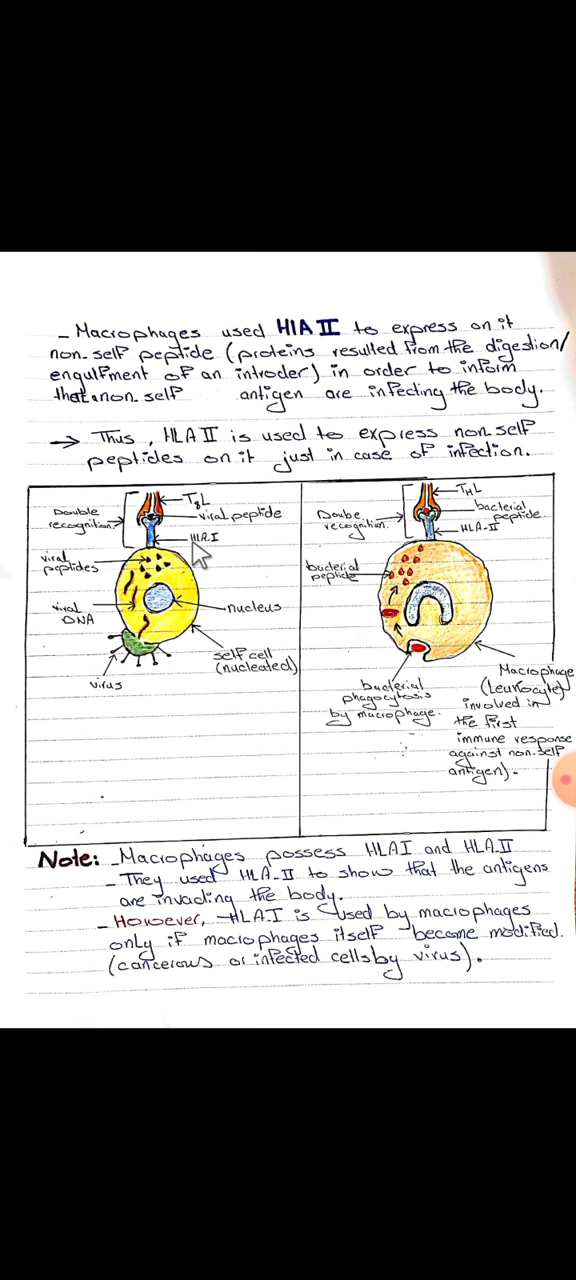 - Macrophages used HIA II to express on it
non-self peptide (proteins resulted from the digestion/
engulfment of an introder) in order to inform
that a non-self antigen are infecting the body.
→ Thus, HLA II is used to express non self
peptides on it just in case of infection.
Double
recognition.
T8L
viral peptide
HLA.I
viral
peptides
viral
DNA
nucleus
self cell
(nucleated)
virus
Doube
recognition.
THL
bacterial
peptide
HLA-II
bacterial
peptide
bacterial
phagocytosis
by macrophage.
Macrophage
(Leukocyte)
involved in
the first
immune response
against non-self
antigen).
Note: - Macrophages possess HLAI and HLA.II
- They used HLA-II to show that the antigens
are invading the body.
- However, HLA.I is used by macrophages
only if macrophages itself become modified.
(cancerous or infected cells by virus).